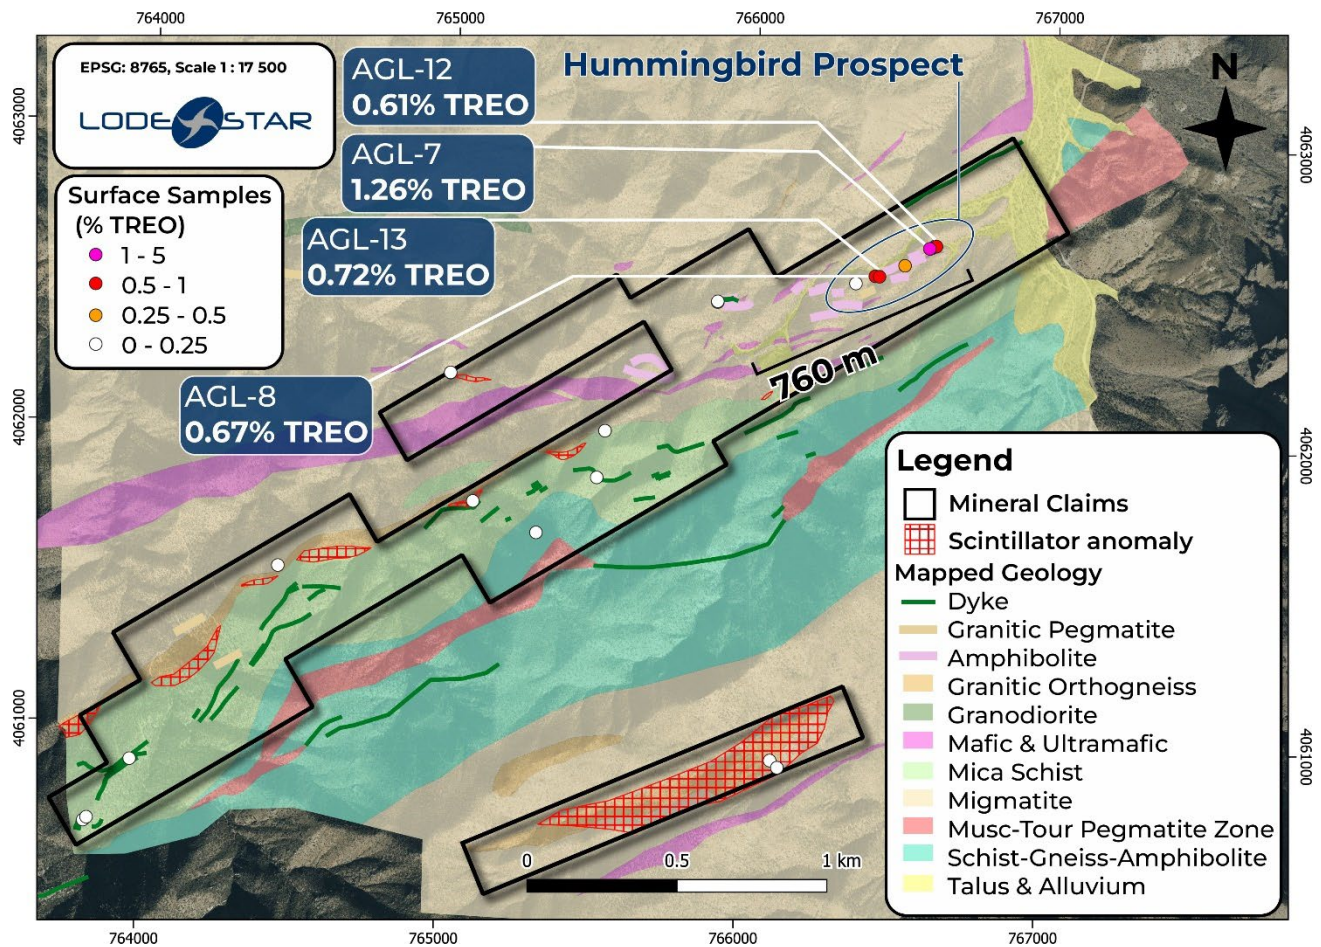 764000
765000
766000
767000
EPSG: 8765, Scale 1 : 17 500
LODE STAR
AGL-12
0.61% TREO
Hummingbird Prospect
N
4063000
4063000
AGL-7
1.26% TREO
Surface Samples
(% TREO)
1 - 5
0.5 - 1
0.25 - 0.5
0 - 0.25
AGL-13
0.72% TREO
760 m
AGL-8
0.67% TREO
4062000
4062000
Legend
Mineral Claims
Scintillator anomaly
Mapped Geology
Dyke
Granitic Pegmatite
Amphibolite
Granitic Orthogneiss
Granodiorite
Mafic & Ultramafic
Mica Schist
Migmatite
Musc-Tour Pegmatite Zone
Schist-Gneiss-Amphibolite
Talus & Alluvium
4061000
4061000
0 0.5 1 km
764000
765000
766000
767000